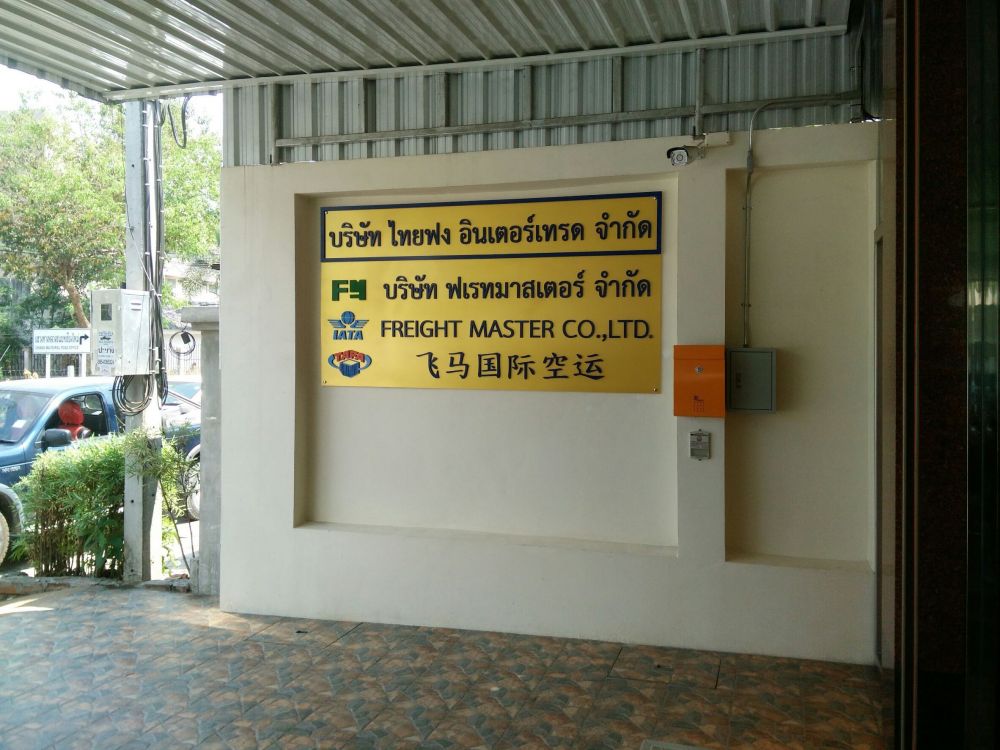 บริษัท ไทยฟง อินเตอร์เทรด จำกัด
FM บริษัท ฟเรทมาสเตอร์ จำกัด
IATA FREIGHT MASTER CO.,LTD.
飞马国际空运